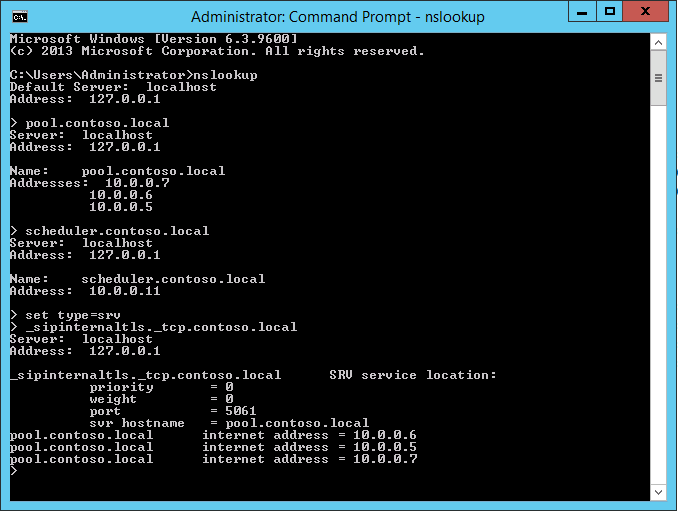 Administrator: Command Prompt - nslookup
Microsoft Windows [Version 6.3.9600]
(c) 2013 Microsoft Corporation. All rights reserved.
C:\Users\Administrator>nslookup
Default Server:  localhost
Address:  127.0.0.1
> pool.contoso.local
Server:  localhost
Address:  127.0.0.1
Name:    pool.contoso.local
Addresses:  10.0.0.7
10.0.0.6
10.0.0.5
> scheduler.contoso.local
Server:  localhost
Address:  127.0.0.1
Name:    scheduler.contoso.local
Address:  10.0.0.11
> set type=srv
> _sipinternaltls._tcp.contoso.local
Server:  localhost
Address:  127.0.0.1
_sipinternaltls._tcp.contoso.local      SRV service location:
priority       = 0
weight         = 0
port           = 5061
svr hostname   = pool.contoso.local
pool.contoso.local      internet address = 10.0.0.6
pool.contoso.local      internet address = 10.0.0.5
pool.contoso.local      internet address = 10.0.0.7
>